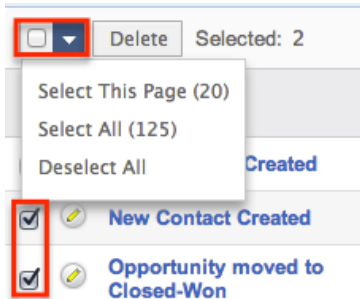 Delete Selected: 2
Select This Page (20)
Select All (125)
Deselect All
Created
New Contact Created
Opportunity moved to
Closed-Won